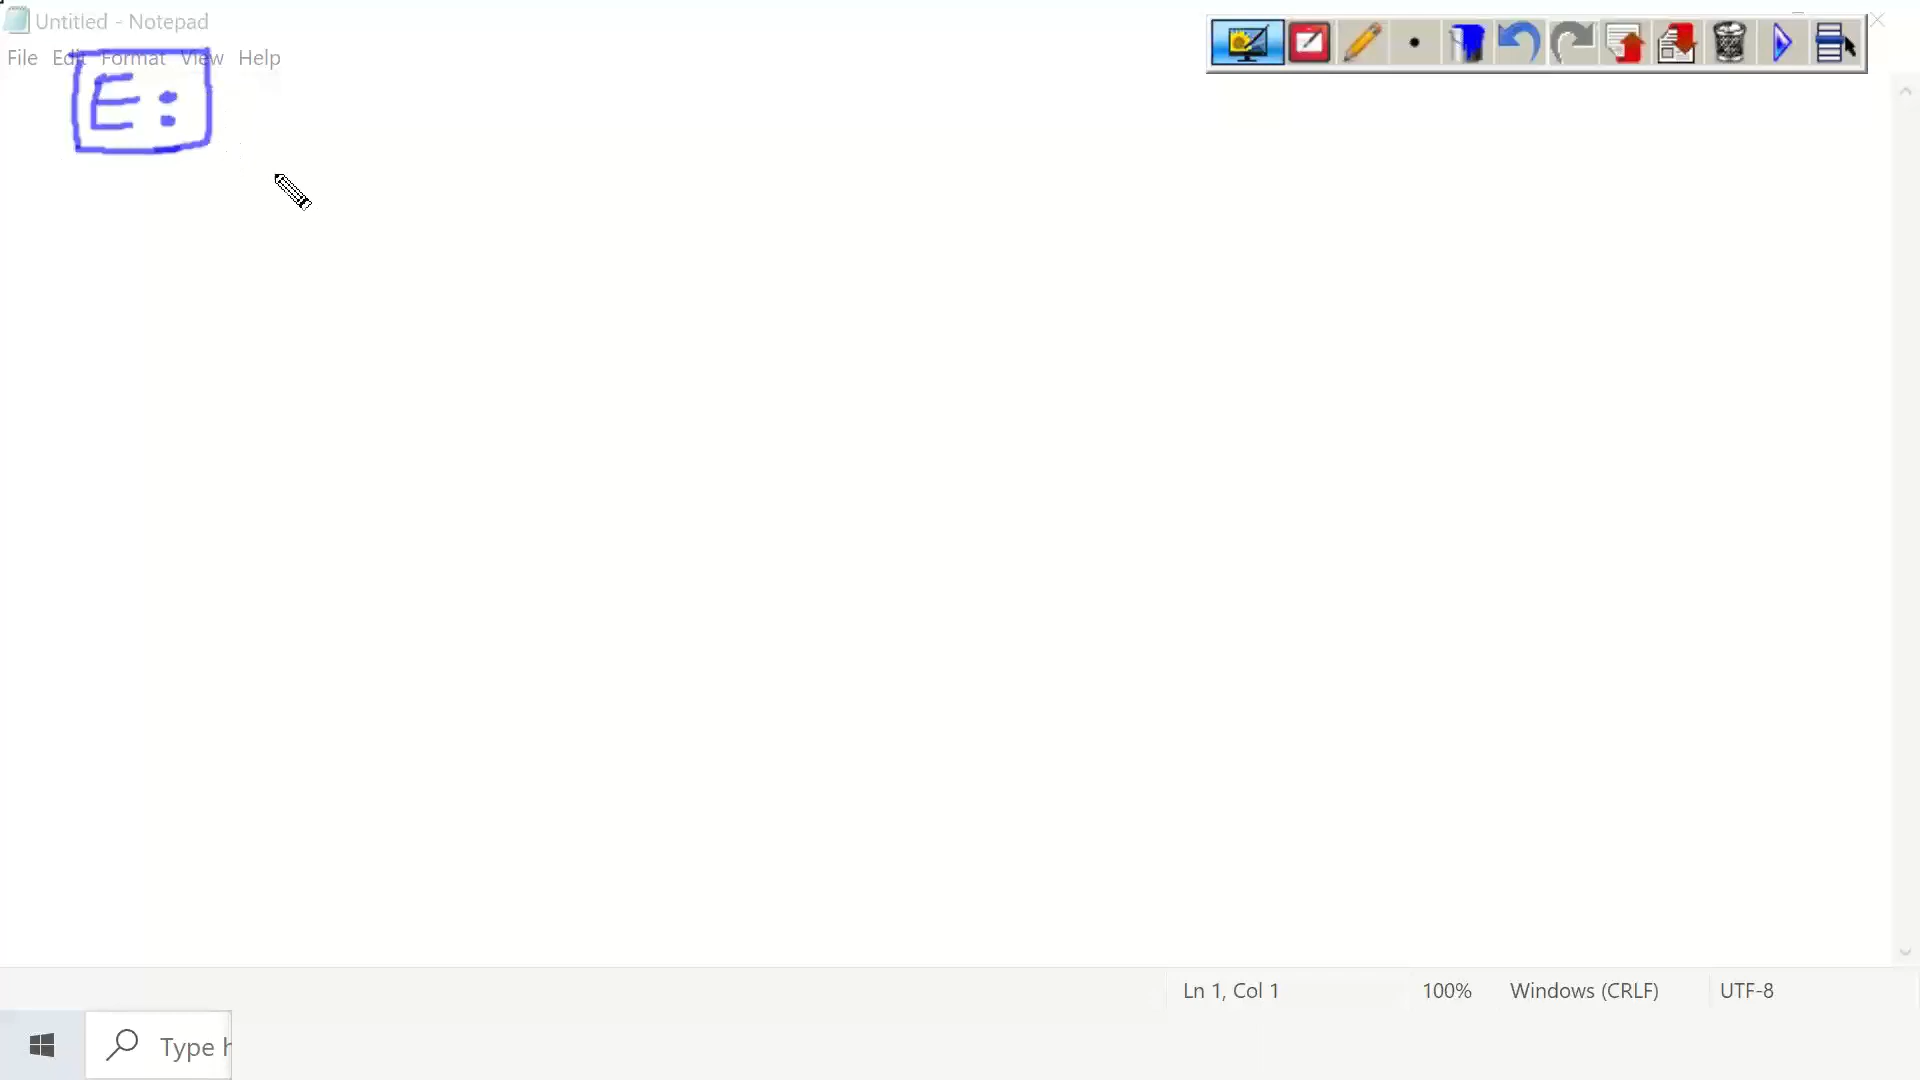 Untitled - Notepad
File Edit Format View Help
E:
Ln 1, Col 1 100% Windows (CRLF) UTF-8
Type h